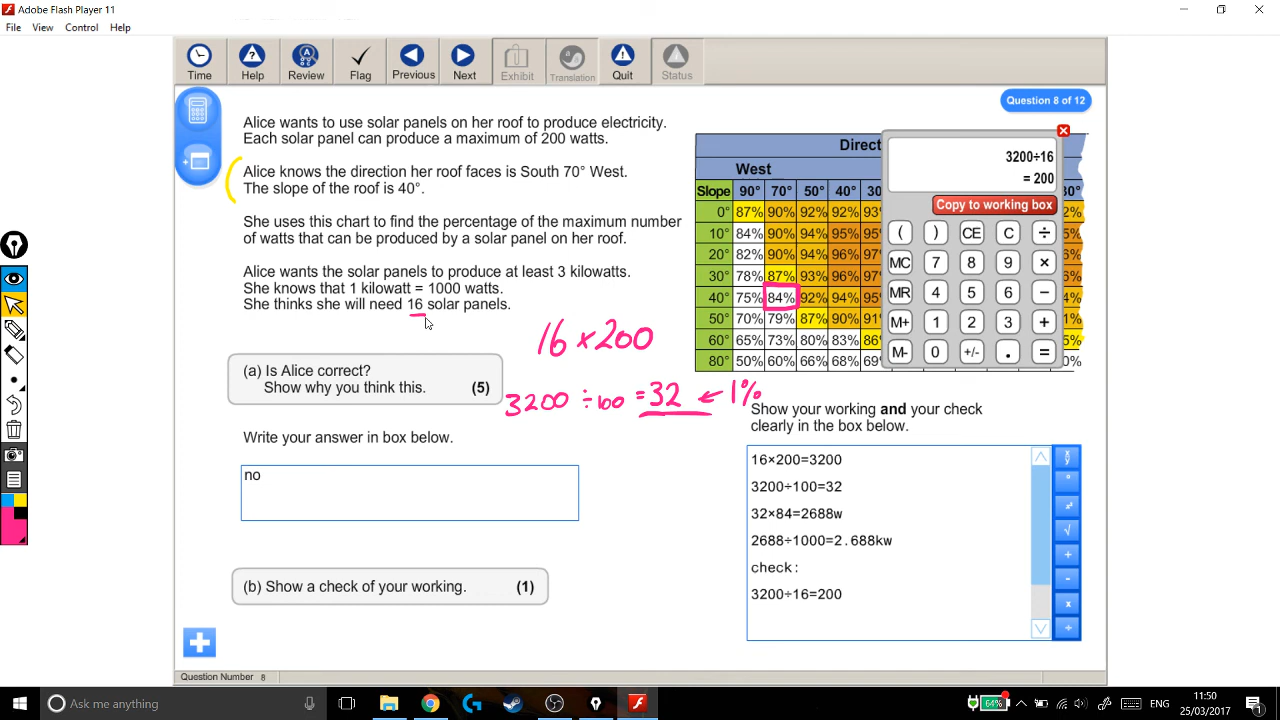 Adobe Flash Player 11
File View Control Help
Time Help Review Flag Previous Next Exhibit Translation Quit Status
Question 8 of 12
Alice wants to use solar panels on her roof to produce electricity.
Each solar panel can produce a maximum of 200 watts.
Alice knows the direction her roof faces is South 70° West.
The slope of the roof is 40°.
She uses this chart to find the percentage of the maximum number
of watts that can be produced by a solar panel on her roof.
Alice wants the solar panels to produce at least 3 kilowatts.
She knows that 1 kilowatt = 1000 watts.
She thinks she will need 16 solar panels.
16 × 200
3200 ÷ 100 = 32 ← 1%
(a) Is Alice correct?
Show why you think this. (5)
Write your answer in box below.
no
(b) Show a check of your working. (1)
Direct
West
Slope 90° 70° 50° 40° 30
0° 87% 90% 92% 92% 93
10° 84% 90% 94% 95% 95
20° 82% 90% 94% 96% 97
30° 78% 87% 93% 96% 97
40° 75% 84% 92% 94% 95
50° 70% 79% 87% 90% 91
60° 65% 73% 80% 83% 86
80° 50% 60% 66% 68% 69
3200÷16
= 200
Copy to working box
( ) CE C ÷
MC 7 8 9 ×
MR 4 5 6 −
M+ 1 2 3 +
M- 0 +/- . =
Show your working and your check
clearly in the box below.
16×200=3200
3200÷100=32
32×84=2688w
2688÷1000=2.688kw
check:
3200÷16=200
Question Number 8
Ask me anything
64%
11:50
25/03/2017